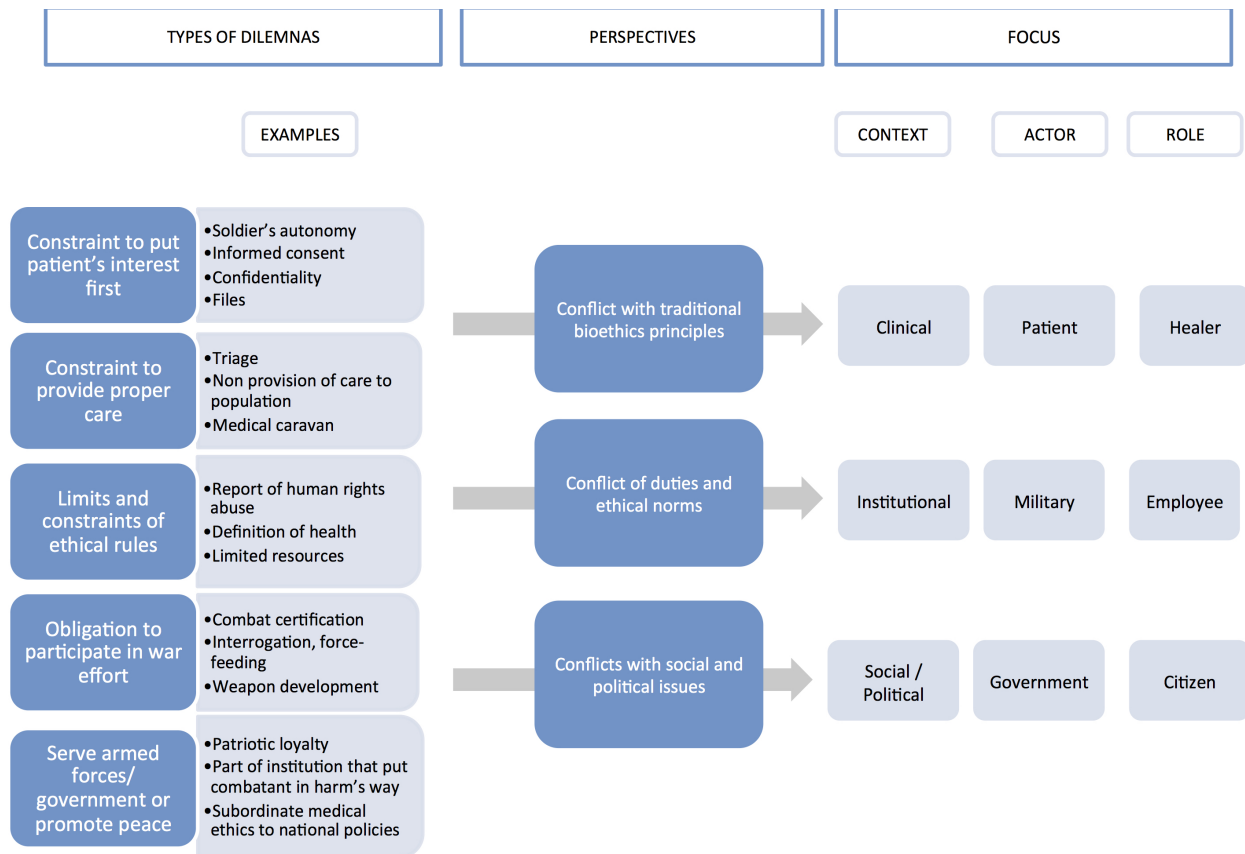 TYPES OF DILEMNAS
PERSPECTIVES
FOCUS
EXAMPLES
CONTEXT
ACTOR
ROLE
Constraint to put
patient's interest
first
•Soldier's autonomy
•Informed consent
•Confidentiality
•Files
Constraint to
provide proper
care
•Triage
•Non provision of care to
population
•Medical caravan
Limits and
constraints of
ethical rules
•Report of human rights
abuse
•Definition of health
•Limited resources
Obligation to
participate in war
effort
•Combat certification
•Interrogation, force-
feeding
•Weapon development
Serve armed
forces/
government or
promote peace
•Patriotic loyalty
•Part of institution that put
combatant in harm's way
•Subordinate medical
ethics to national policies
Conflict with traditional
bioethics principles
Clinical
Patient
Healer
Conflict of duties and
ethical norms
Institutional
Military
Employee
Conflicts with social and
political issues
Social /
Political
Government
Citizen